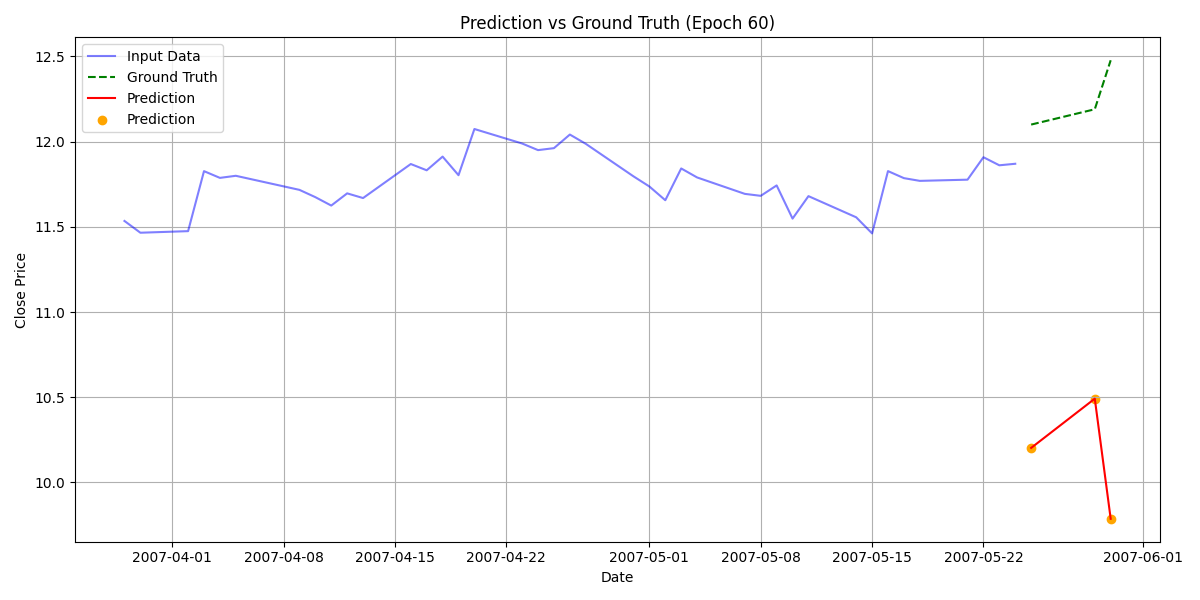 Prediction vs Ground Truth (Epoch 60)
Input Data
Ground Truth
Prediction
Prediction
Close Price
12.5
12.0
11.5
11.0
10.5
10.0
2007-04-01
2007-04-08
2007-04-15
2007-04-22
2007-05-01
2007-05-08
2007-05-15
2007-05-22
2007-06-01
Date